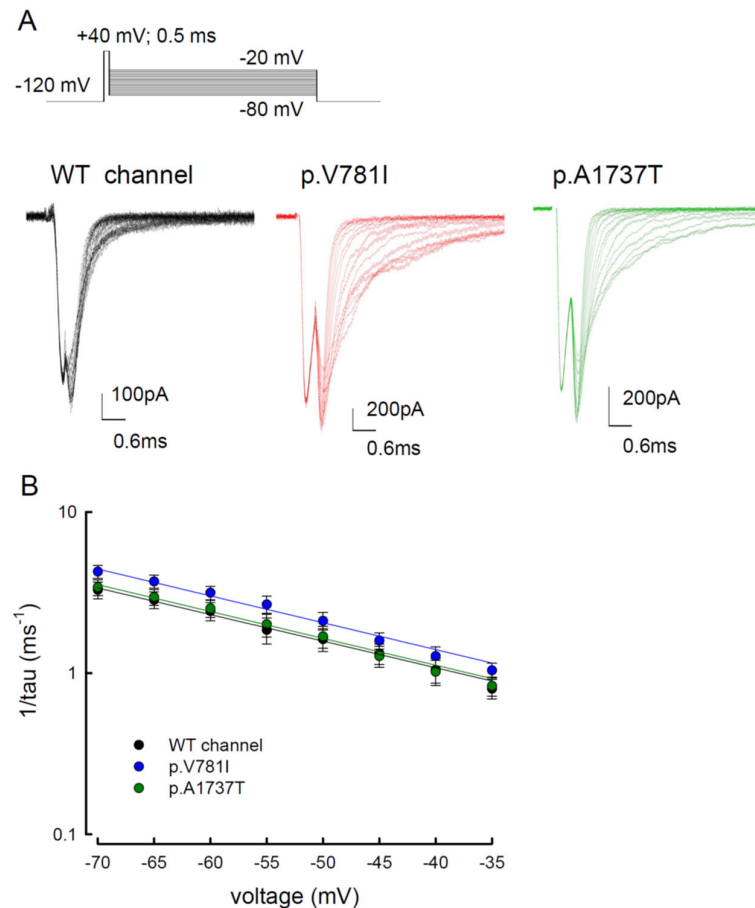 A
+40 mV; 0.5 ms
-20 mV
-120 mV
-80 mV
WT channel
p.V781I
p.A1737T
100pA
0.6ms
200pA
0.6ms
200pA
0.6ms
B
10
1
0.1
1/tau (ms⁻¹)
WT channel
p.V781I
p.A1737T
-70 -65 -60 -55 -50 -45 -40 -35
voltage (mV)